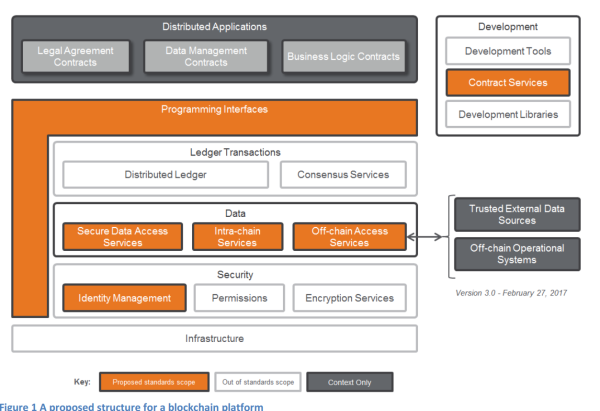 Distributed Applications
Legal Agreement
Contracts
Data Management
Contracts
Business Logic Contracts
Development
Development Tools
Contract Services
Development Libraries
Programming Interfaces
Ledger Transactions
Distributed Ledger
Consensus Services
Data
Secure Data Access
Services
Intra-chain
Services
Off-chain Access
Services
Trusted External Data
Sources
Off-chain Operational
Systems
Security
Identity Management
Permissions
Encryption Services
Version 3.0 - February 27, 2017
Infrastructure
Key:
Proposed standards scope
Out of standards scope
Context Only
Figure 1 A proposed structure for a blockchain platform